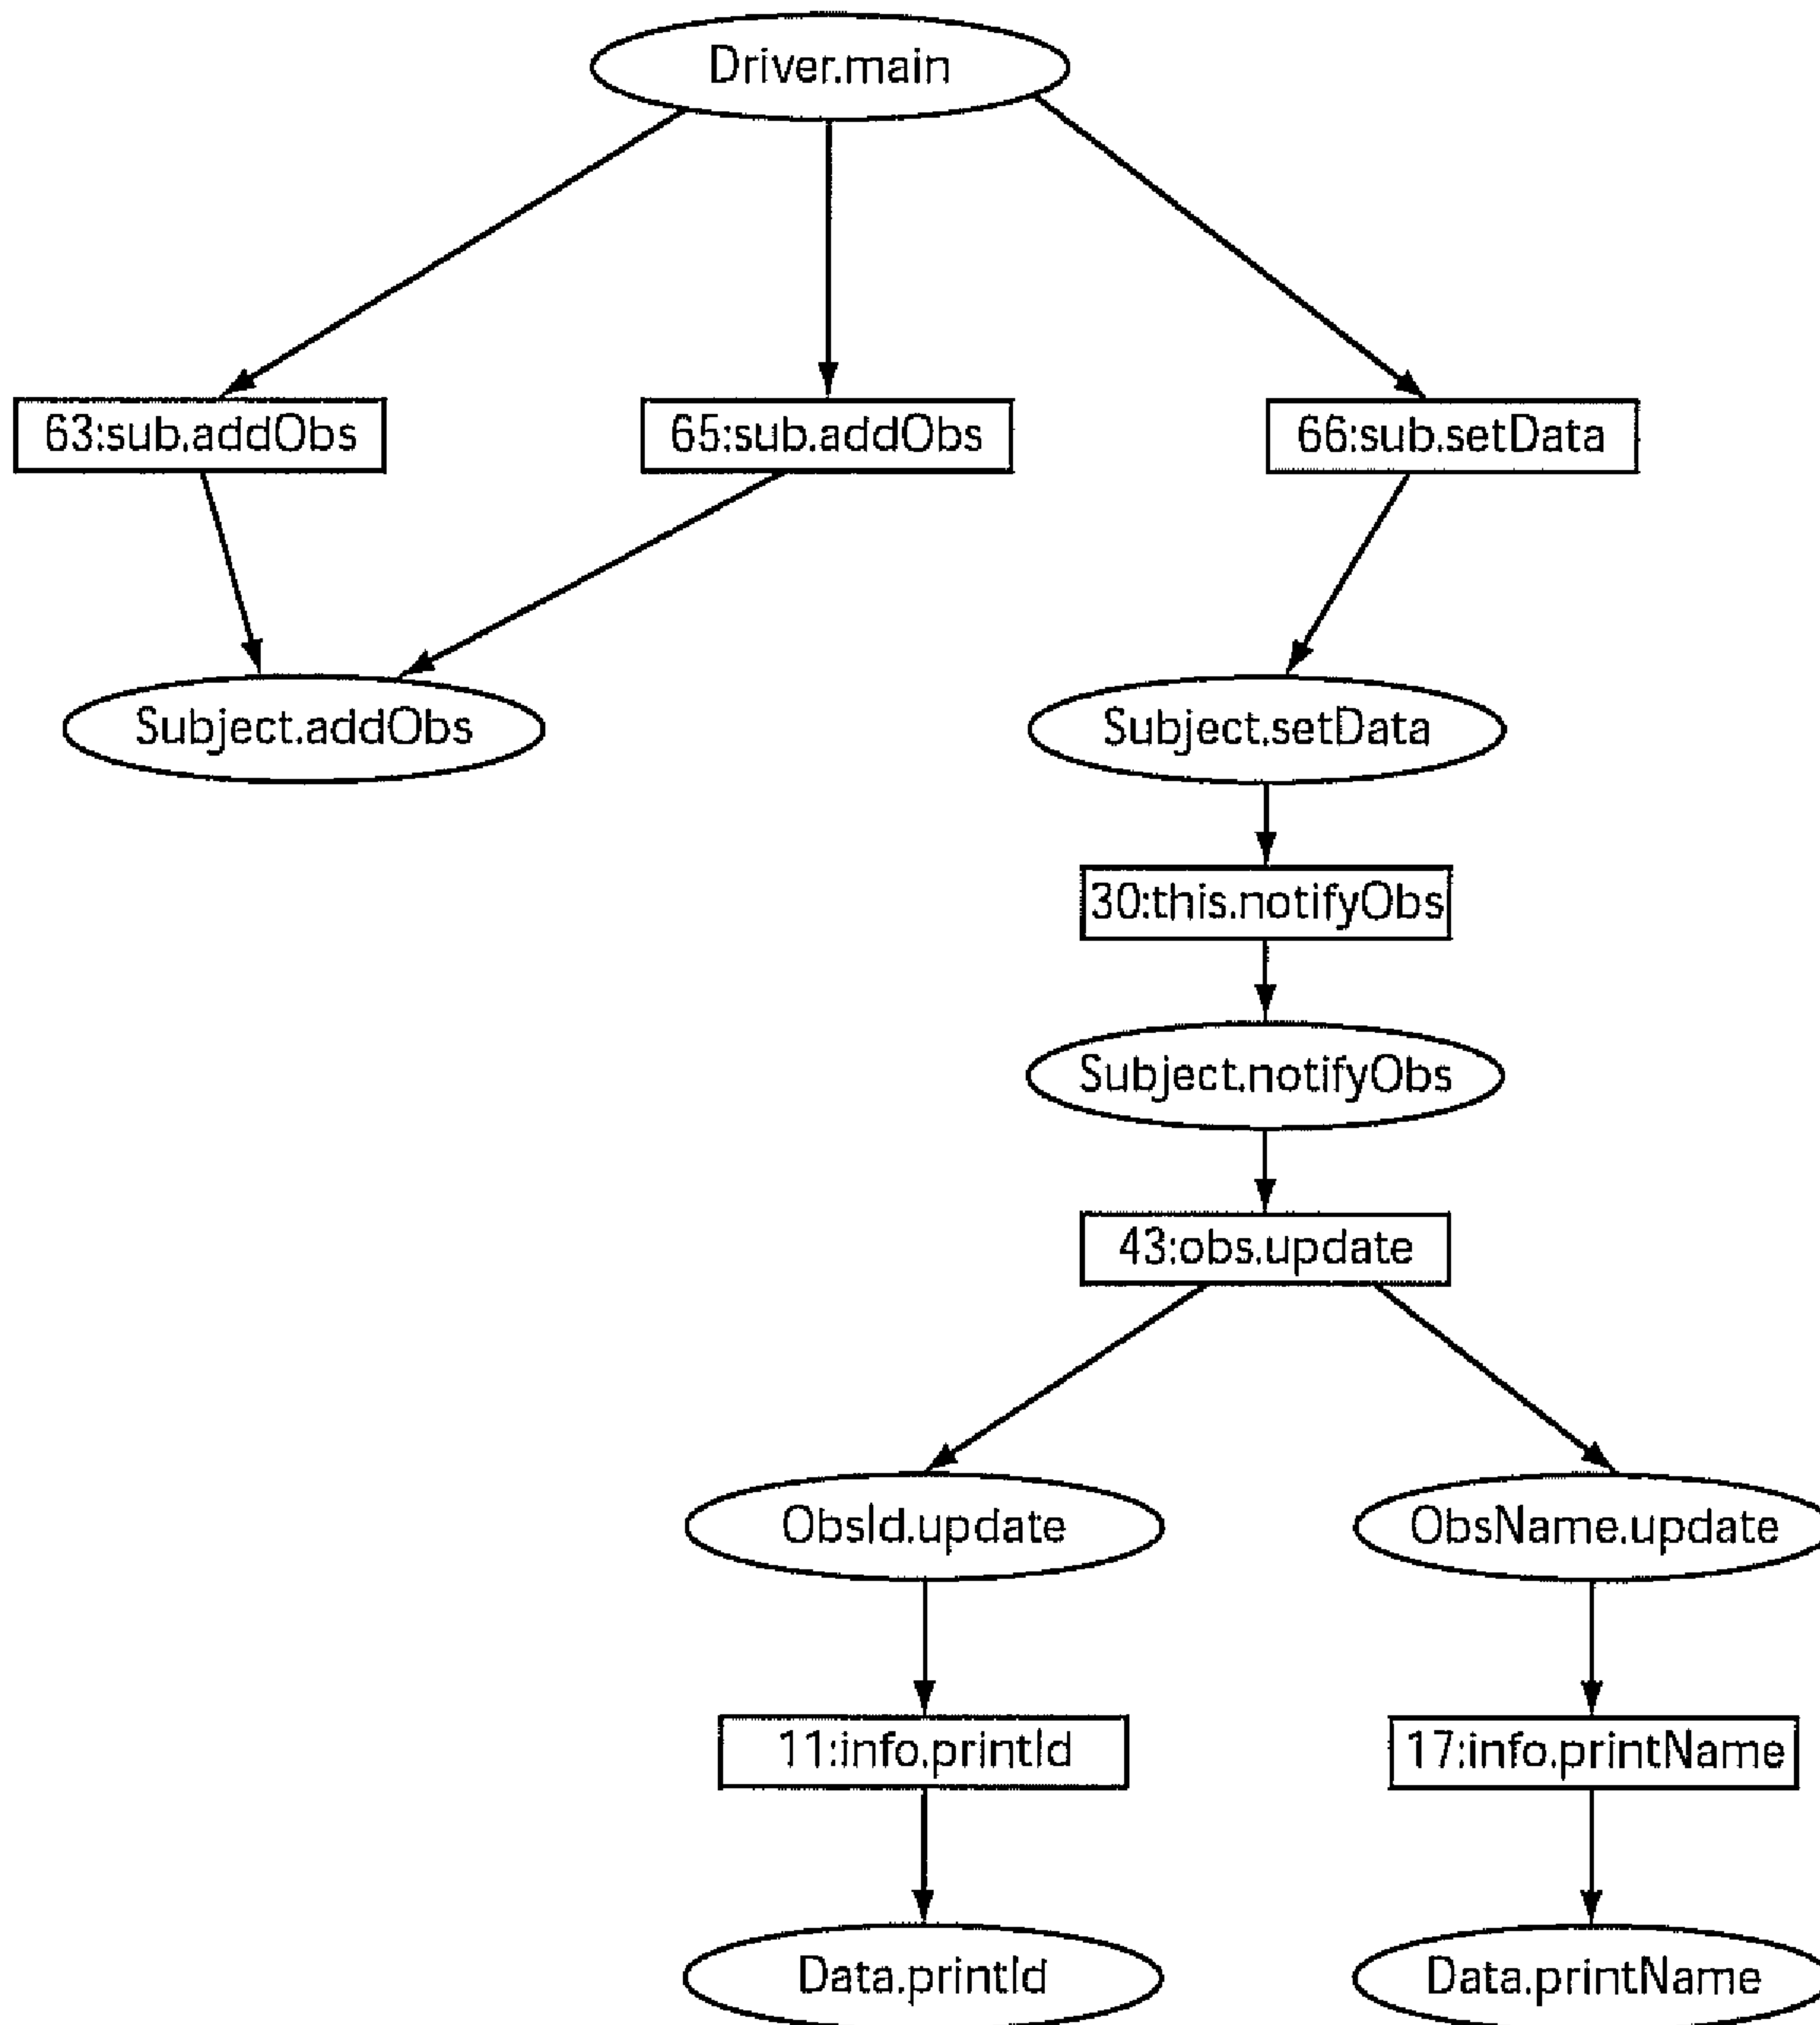 Driver.main
63:sub.addObs
65:sub.addObs
66:sub.setData
Subject.addObs
Subject.setData
30:this.notifyObs
Subject.notifyObs
43:obs.update
ObsId.update
ObsName.update
11:info.printId
17:info.printName
Data.printId
Data.printName